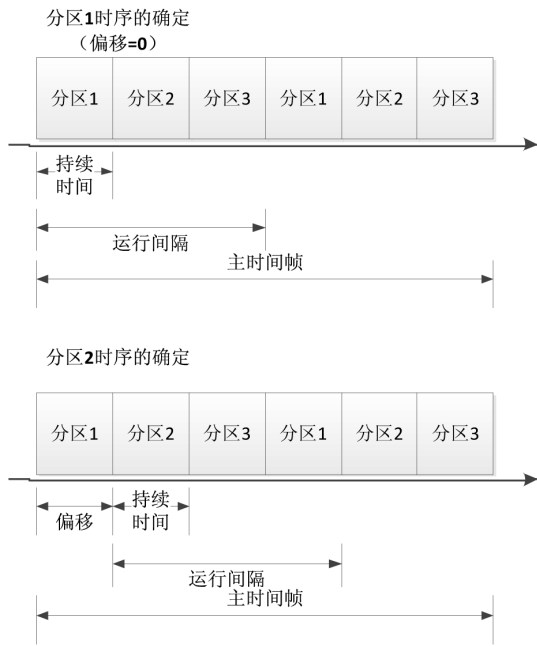 分区1时序的确定
（偏移=0）
分区1 分区2 分区3 分区1 分区2 分区3
持续
时间
运行间隔
主时间帧
分区2时序的确定
分区1 分区2 分区3 分区1 分区2 分区3
偏移
持续
时间
运行间隔
主时间帧